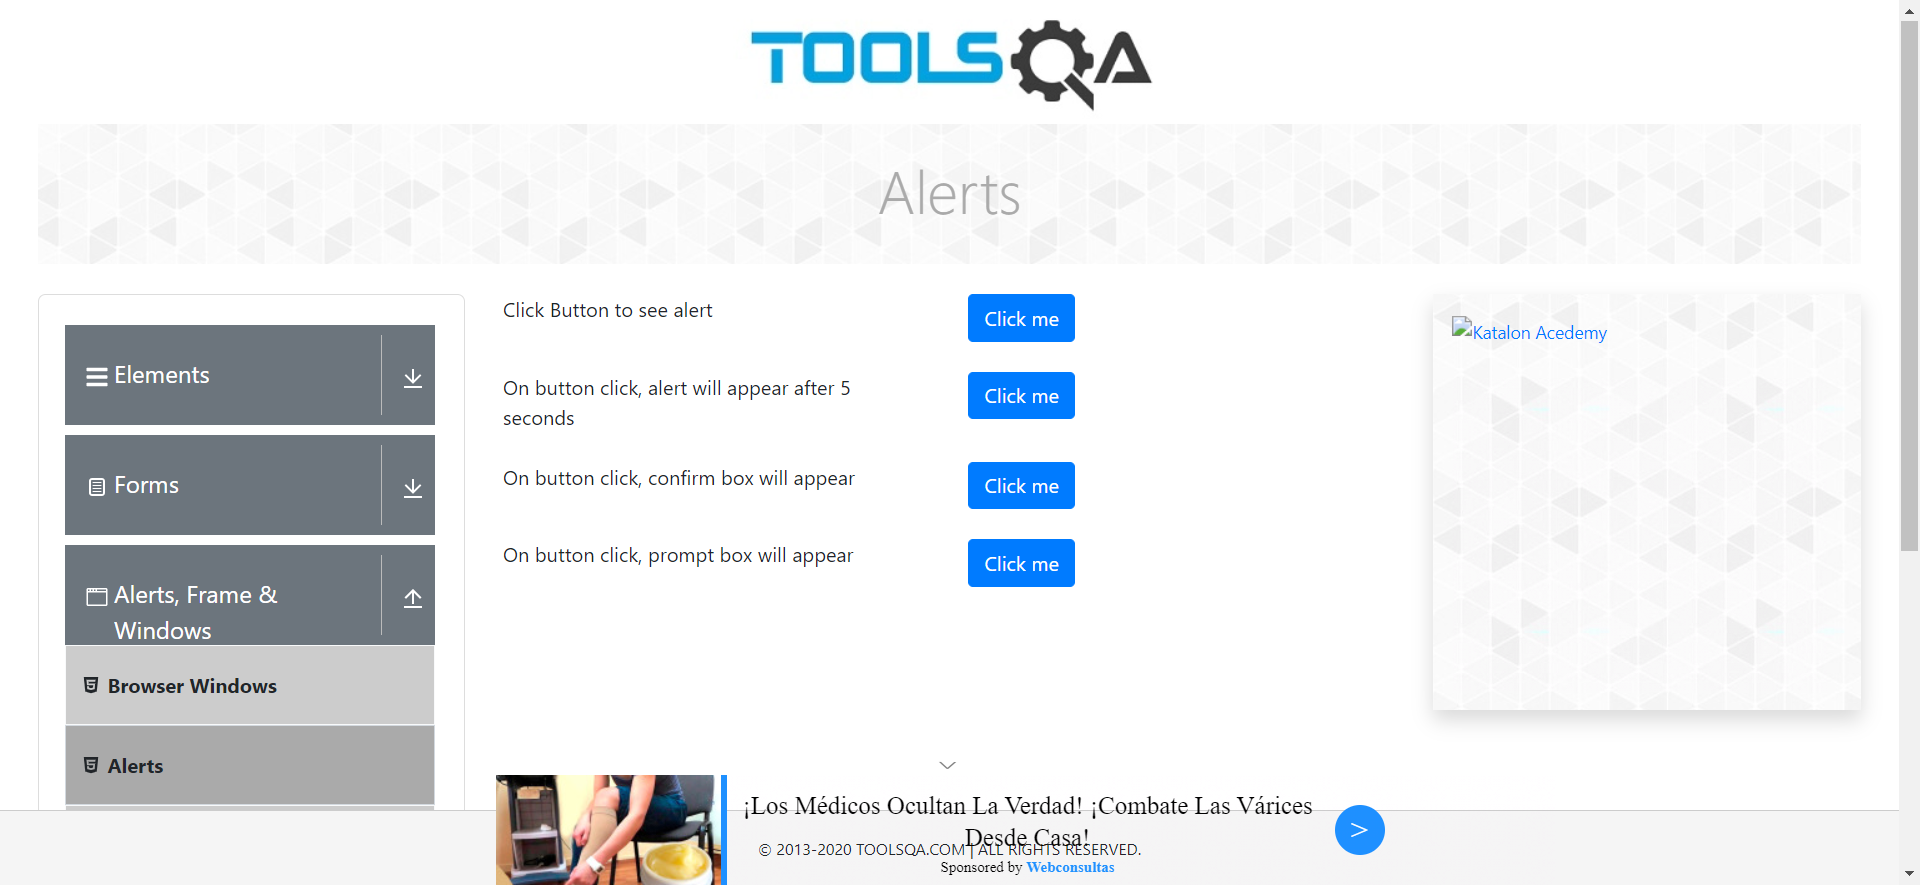 TOOLSQA
Alerts
Elements
Forms
Alerts, Frame &
Windows
Browser Windows
Alerts
Click Button to see alert
Click me
On button click, alert will appear after 5
seconds
Click me
On button click, confirm box will appear
Click me
On button click, prompt box will appear
Click me
Katalon Acedemy
¡Los Médicos Ocultan La Verdad! ¡Combate Las Várices
Desde Casa!
© 2013-2020 TOOLSQA.COM | ALL RIGHTS RESERVED.
Sponsored by Webconsultas